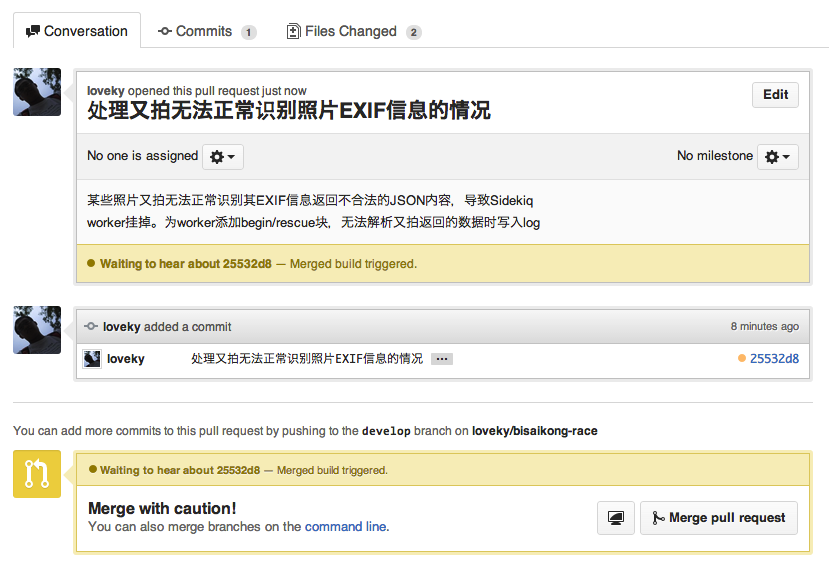 Conversation Commits 1 Files Changed 2
loveky opened this pull request just now
处理又拍无法正常识别照片EXIF信息的情况
Edit
No one is assigned No milestone
某些照片又拍无法正常识别其EXIF信息返回不合法的JSON内容，导致Sidekiq
worker挂掉。为worker添加begin/rescue块，无法解析又拍返回的数据时写入log
Waiting to hear about 25532d8 — Merged build triggered.
loveky added a commit 8 minutes ago
loveky 处理又拍无法正常识别照片EXIF信息的情况 ... 25532d8
You can add more commits to this pull request by pushing to the develop branch on loveky/bisaikong-race
Waiting to hear about 25532d8 — Merged build triggered.
Merge with caution!
You can also merge branches on the command line.
Merge pull request